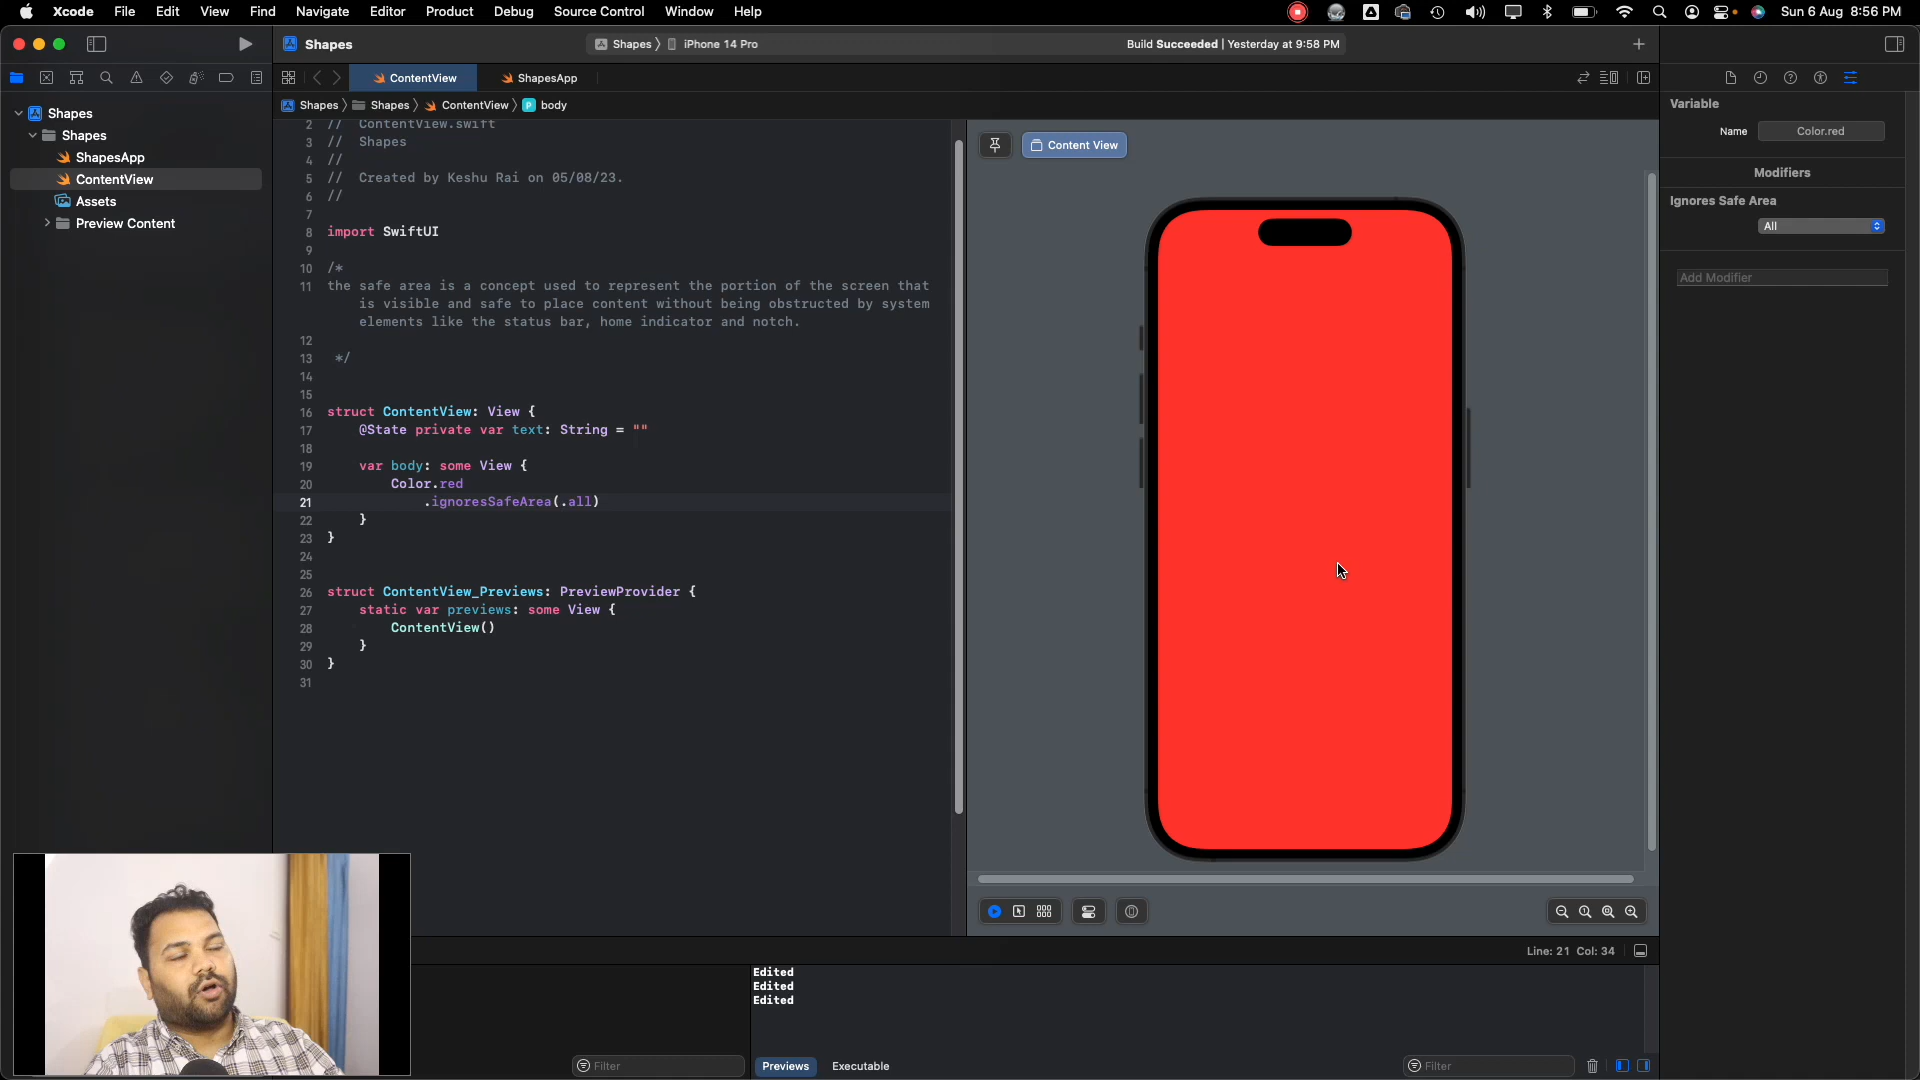 Xcode File Edit View Find Navigate Editor Product Debug Source Control Window Help Sun 6 Aug 8:56 PM
Shapes
Shapes
ShapesApp
ContentView
Assets
Preview Content
Shapes Shapes iPhone 14 Pro Build Succeeded | Yesterday at 9:58 PM
ContentView ShapesApp
Shapes Shapes ContentView P body
2 // ContentView.swift
3 // Shapes
4 //
5 // Created by Keshu Rai on 05/08/23.
6 //
7
8 import SwiftUI
9
10 /*
11 the safe area is a concept used to represent the portion of the screen that
is visible and safe to place content without being obstructed by system
elements like the status bar, home indicator and notch.
12
13 */
14
15
16 struct ContentView: View {
17 @State private var text: String = ""
18
19 var body: some View {
20 Color.red
21 .ignoresSafeArea(.all)
22 }
23 }
24
25
26 struct ContentView_Previews: PreviewProvider {
27 static var previews: some View {
28 ContentView()
29 }
30 }
31
Content View
Variable
Name Color.red
Modifiers
Ignores Safe Area
All
Add Modifier
Line: 21 Col: 34
Edited
Edited
Edited
Filter
Previews Executable
Filter